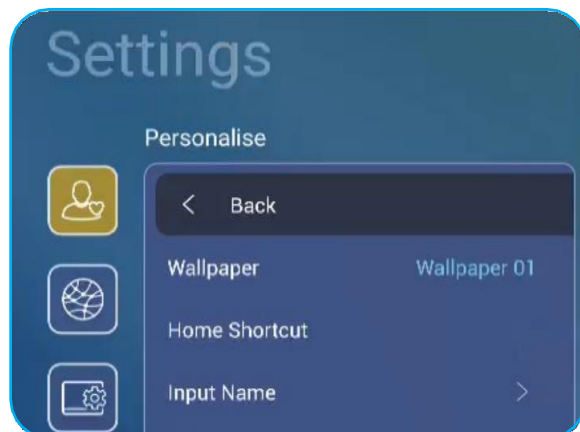 Settings
Personalise
Back
Wallpaper Wallpaper 01
Home Shortcut
Input Name